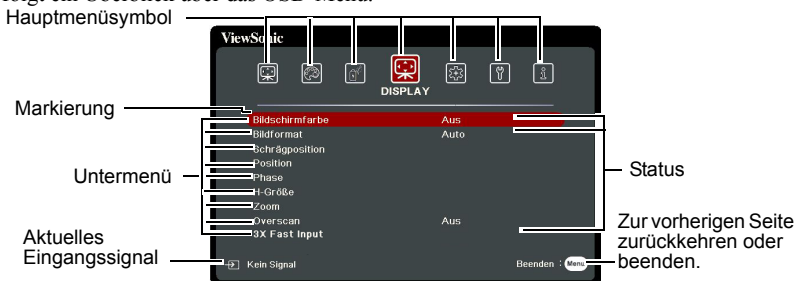 folgt ein Überblick über das OSD-Menü.
Hauptmenüsymbol
ViewSonic
DISPLAY
Markierung
Bildschirmfarbe Aus
Bildformat Auto
Schrägposition
Position
Phase
H-Größe
Zoom
Overscan Aus
3X Fast Input
Untermenü
Status
Aktuelles
Eingangssignal
Kein Signal
Beenden : Menu
Zur vorherigen Seite
zurückkehren oder
beenden.